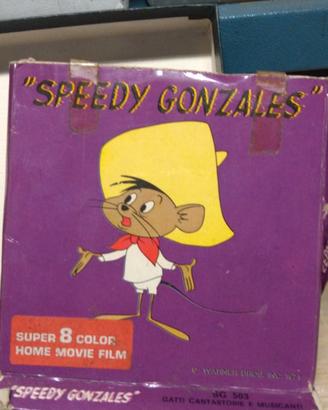 "SPEEDY GONZALES"
SUPER 8 COLOR
HOME MOVIE FILM
© WARNER BROS. INC.
"SPEEDY GONZALES"
SG 503
GATTI CANTASTORIE E MUSICANTI